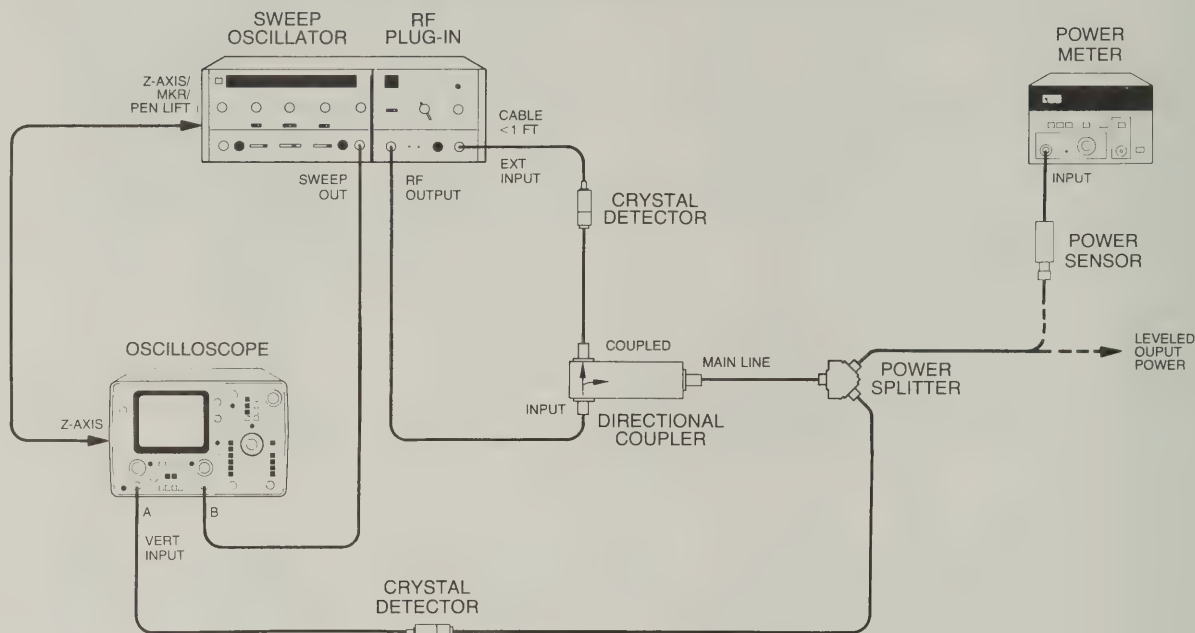 SWEEP
OSCILLATOR
RF
PLUG-IN
POWER
METER
Z-AXIS/
MKR/
PEN LIFT
CABLE
<1 FT
EXT
INPUT
SWEEP
OUT
RF
OUTPUT
CRYSTAL
DETECTOR
INPUT
POWER
SENSOR
OSCILLOSCOPE
COUPLED
MAIN LINE
POWER
SPLITTER
LEVELED
OUPUT
POWER
INPUT
DIRECTIONAL
COUPLER
Z-AXIS
A
B
VERT
INPUT
CRYSTAL
DETECTOR